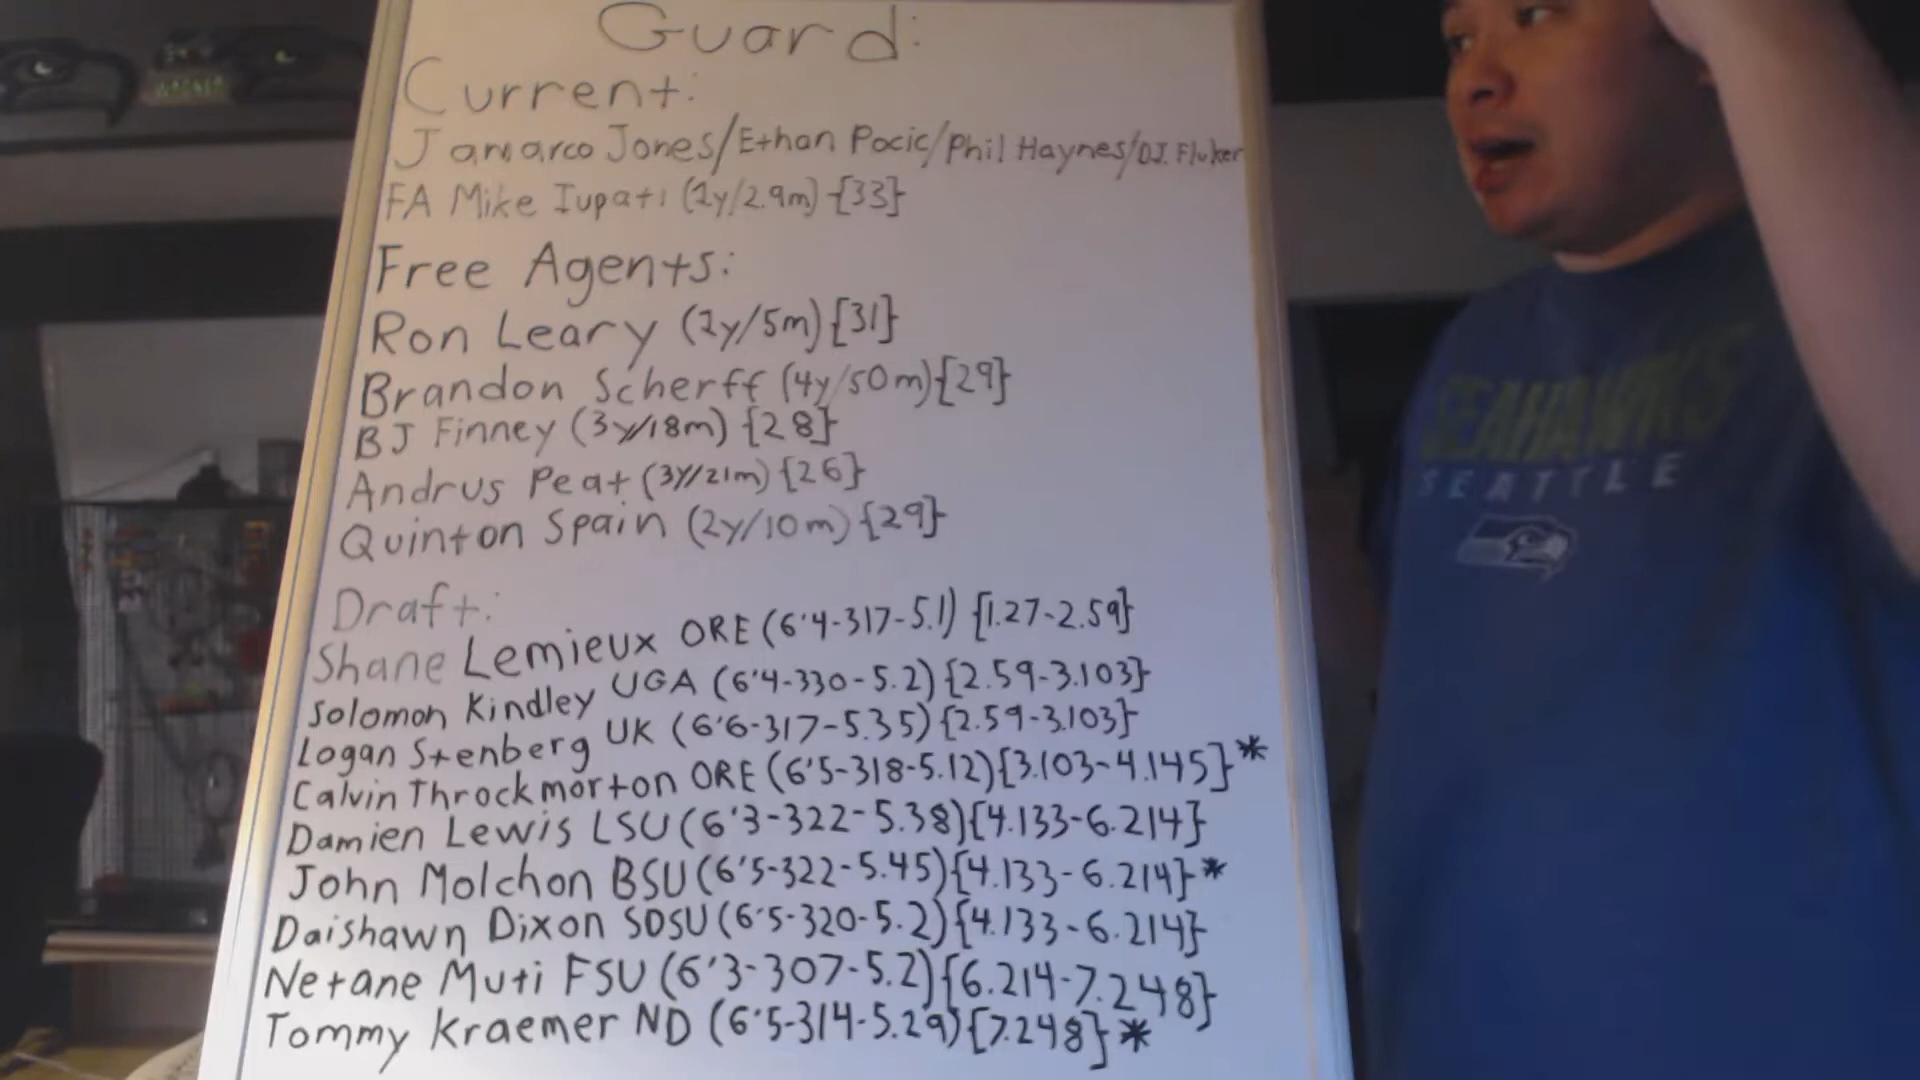 Guard:
Current:
Jamarco Jones/Ethan Pocic/Phil Haynes/DJ. Fluker
FA Mike Iupati (1y/2.9m) {33}
Free Agents:
Ron Leary (2y/5m) {31}
Brandon Scherff (4y/50m) {29}
BJ Finney (3y/18m) {28}
Andrus Peat (3y/21m) {26}
Quinton Spain (2y/10m) {29}
Draft:
Shane Lemieux ORE (6'4-317-5.1) {1.27-2.59}
Solomon Kindley UGA (6'4-330-5.2) {2.59-3.103}
Logan Stenberg UK (6'6-317-5.35) {2.59-3.103}
Calvin Throckmorton ORE (6'5-318-5.12) {3.103-4.145} *
Damien Lewis LSU (6'3-322-5.38) {4.133-6.214}
John Molchon BSU (6'5-322-5.45) {4.133-6.214} *
Daishawn Dixon SDSU (6'5-320-5.2) {4.133-6.214}
Netane Muti FSU (6'3-307-5.2) {6.214-7.248}
Tommy Kraemer ND (6'5-314-5.29) {7.248} *
SEAHAWKS
SEATTLE